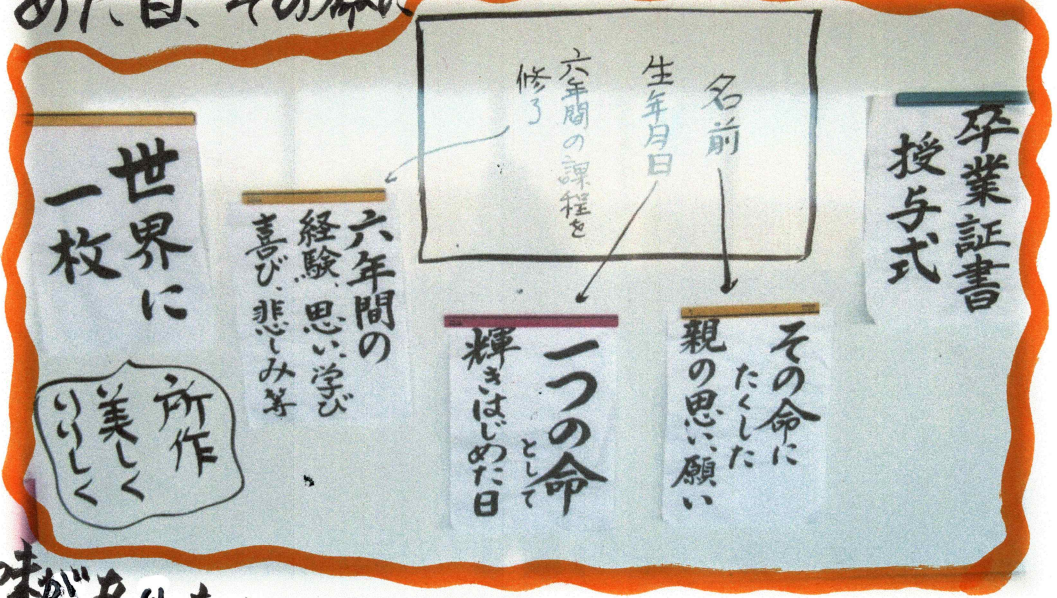 卒業証書
授与式
名前
生年月日
六年間の課程を
修了
その命に
たくした
親の思い、願い
一つの命
として
輝きはじめた日
六年間の
経験、思い、学び
喜び、悲しみ等
世界に
一枚
所作
美しく
りりしく